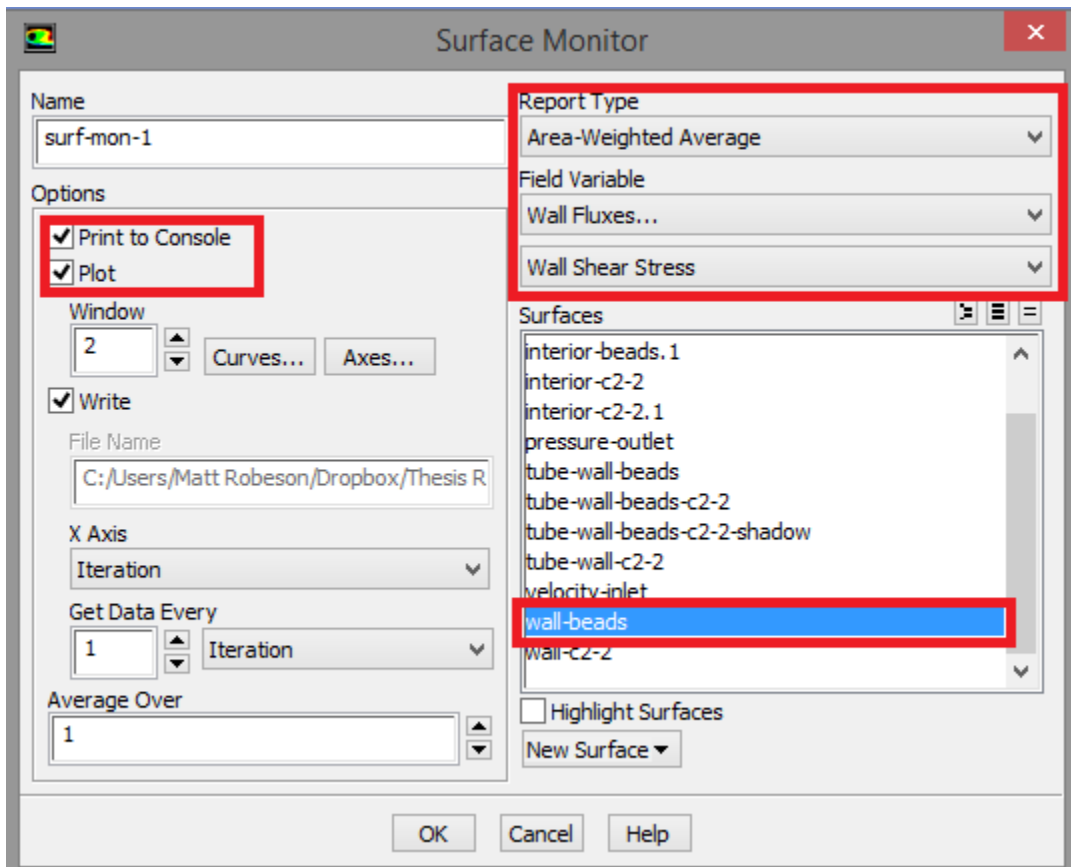 Surface Monitor
Name
surf-mon-1
Options
Print to Console
Plot
Window
2
Curves...
Axes...
Write
File Name
C:/Users/Matt Robeson/Dropbox/Thesis R
X Axis
Iteration
Get Data Every
1
Iteration
Average Over
1
Report Type
Area-Weighted Average
Field Variable
Wall Fluxes...
Wall Shear Stress
Surfaces
interior-beads.1
interior-c2-2
interior-c2-2.1
pressure-outlet
tube-wall-beads
tube-wall-beads-c2-2
tube-wall-beads-c2-2-shadow
tube-wall-c2-2
velocity-inlet
wall-beads
wall-c2-2
Highlight Surfaces
New Surface
OK
Cancel
Help